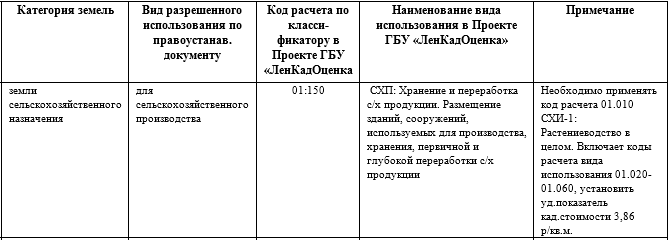 Категория земель
Вид разрешенного
использования по
правоустанав.
документу
Код расчета по
класси-
фикатору в
Проекте ГБУ
«ЛенКадОценка
Наименование вида
использования в Проекте
ГБУ «ЛенКадОценка»
Примечание
земли
сельскохозяйственного
назначения
для
сельскохозяйственного
производства
01:150
СХП: Хранение и переработка
с/х продукции. Размещение
зданий, сооружений,
используемых для производства,
хранения, первичной и
глубокой переработки с/х
продукции
Необходимо применять
код расчета 01.010
СХИ-1:
Растениеводство в
целом. Включает коды
расчета вида
использования 01.020-
01.060, установить
уд.показатель
кад.стоимости 3,86
р/кв.м.